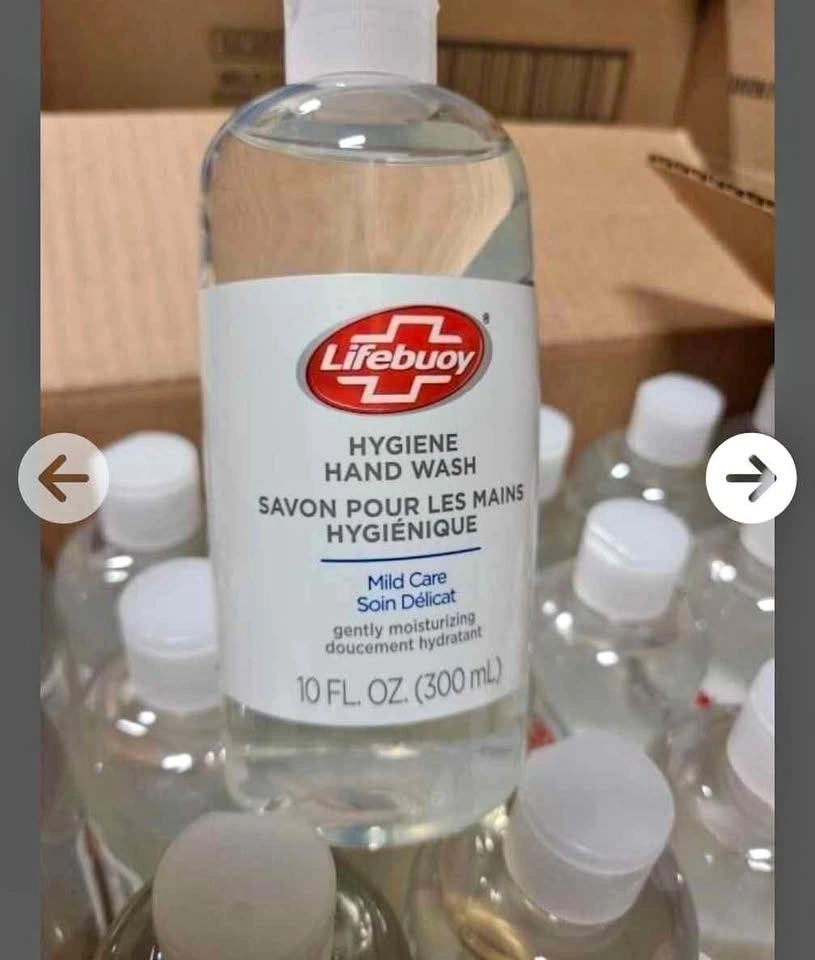 Lifebuoy®
HYGIENE
HAND WASH
SAVON POUR LES MAINS
HYGIÉNIQUE
Mild Care
Soin Délicat
gently moisturizing
doucement hydratant
10 FL. OZ. (300 mL)